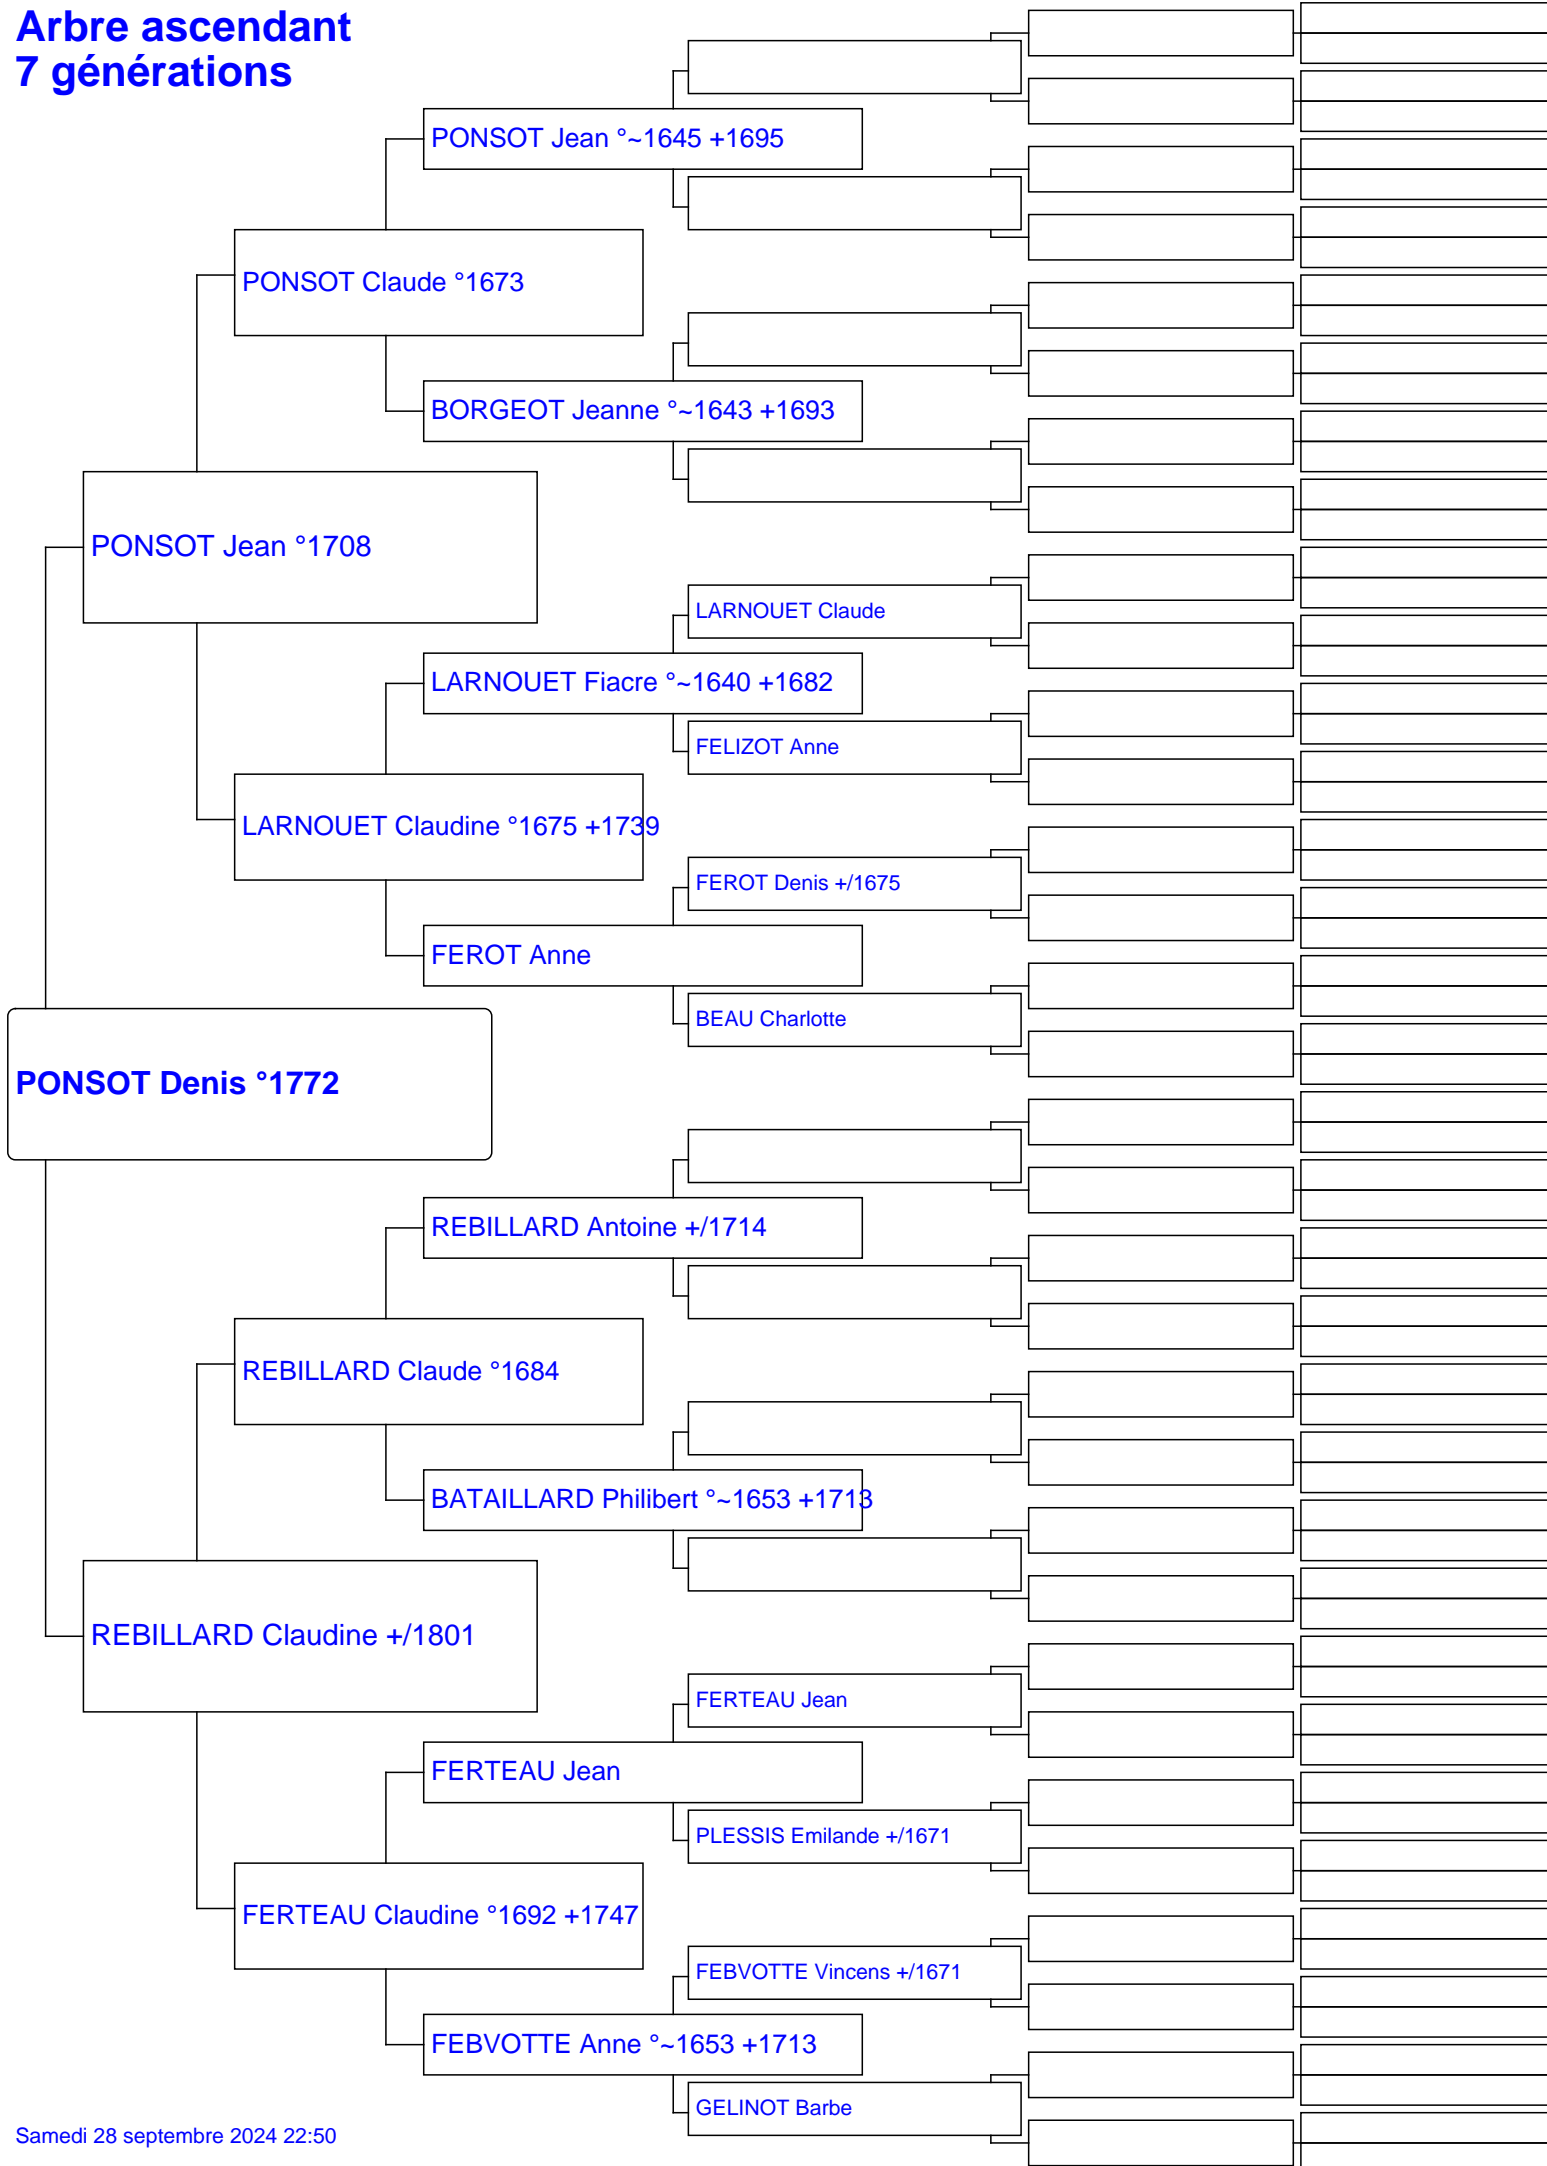 Arbre ascendant
7 générations
PONSOT Jean °~1645 +1695
PONSOT Claude °1673
BORGEOT Jeanne °~1643 +1693
PONSOT Jean °1708
LARNOUET Claude
LARNOUET Fiacre °~1640 +1682
FELIZOT Anne
LARNOUET Claudine °1675 +1739
FEROT Denis +/1675
FEROT Anne
BEAU Charlotte
PONSOT Denis °1772
REBILLARD Antoine +/1714
REBILLARD Claude °1684
BATAILLARD Philibert °~1653 +1713
REBILLARD Claudine +/1801
FERTEAU Jean
FERTEAU Jean
PLESSIS Emilande +/1671
FERTEAU Claudine °1692 +1747
FEBVOTTE Vincens +/1671
FEBVOTTE Anne °~1653 +1713
GELINOT Barbe
Samedi 28 septembre 2024 22:50